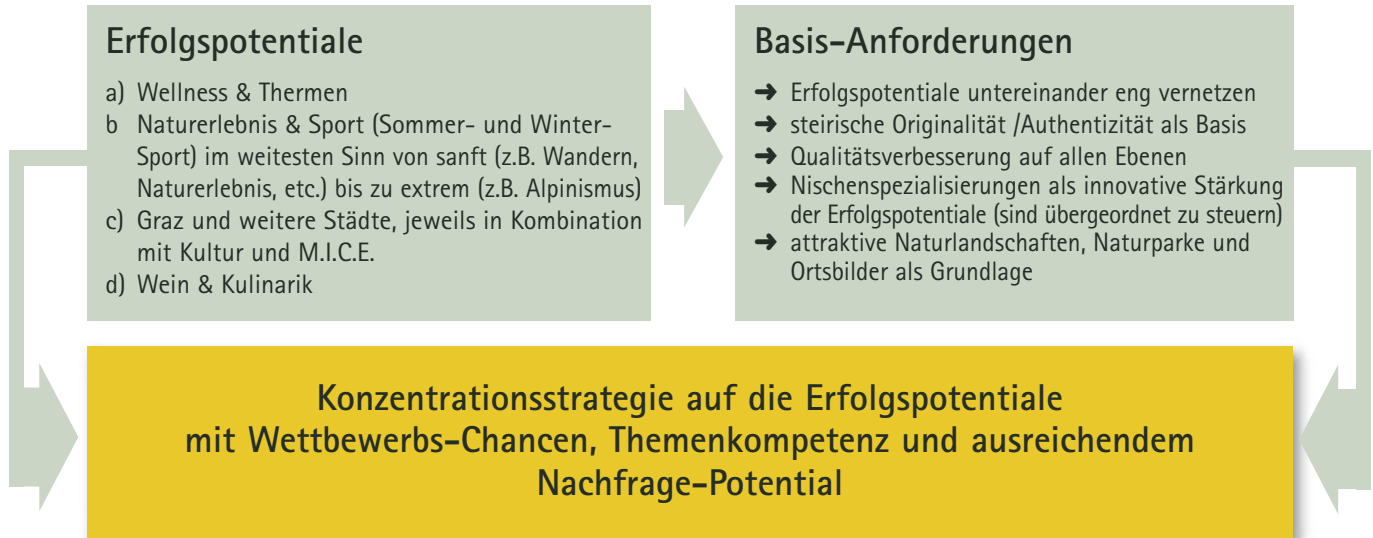 Erfolgspotentiale
a) Wellness & Thermen
b Naturerlebnis & Sport (Sommer- und Winter-
Sport) im weitesten Sinn von sanft (z.B. Wandern,
Naturerlebnis, etc.) bis zu extrem (z.B. Alpinismus)
c) Graz und weitere Städte, jeweils in Kombination
mit Kultur und M.I.C.E.
d) Wein & Kulinarik
Basis-Anforderungen
➜ Erfolgspotentiale untereinander eng vernetzen
➜ steirische Originalität /Authentizität als Basis
➜ Qualitätsverbesserung auf allen Ebenen
➜ Nischenspezialisierungen als innovative Stärkung
der Erfolgspotentiale (sind übergeordnet zu steuern)
➜ attraktive Naturlandschaften, Naturparke und
Ortsbilder als Grundlage
Konzentrationsstrategie auf die Erfolgspotentiale
mit Wettbewerbs-Chancen, Themenkompetenz und ausreichendem
Nachfrage-Potential